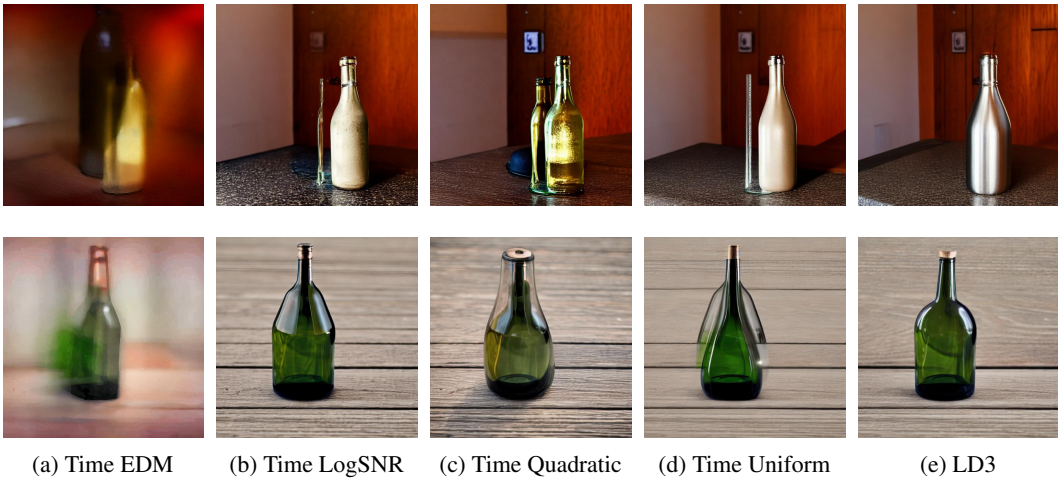 (a) Time EDM
(b) Time LogSNR
(c) Time Quadratic
(d) Time Uniform
(e) LD3